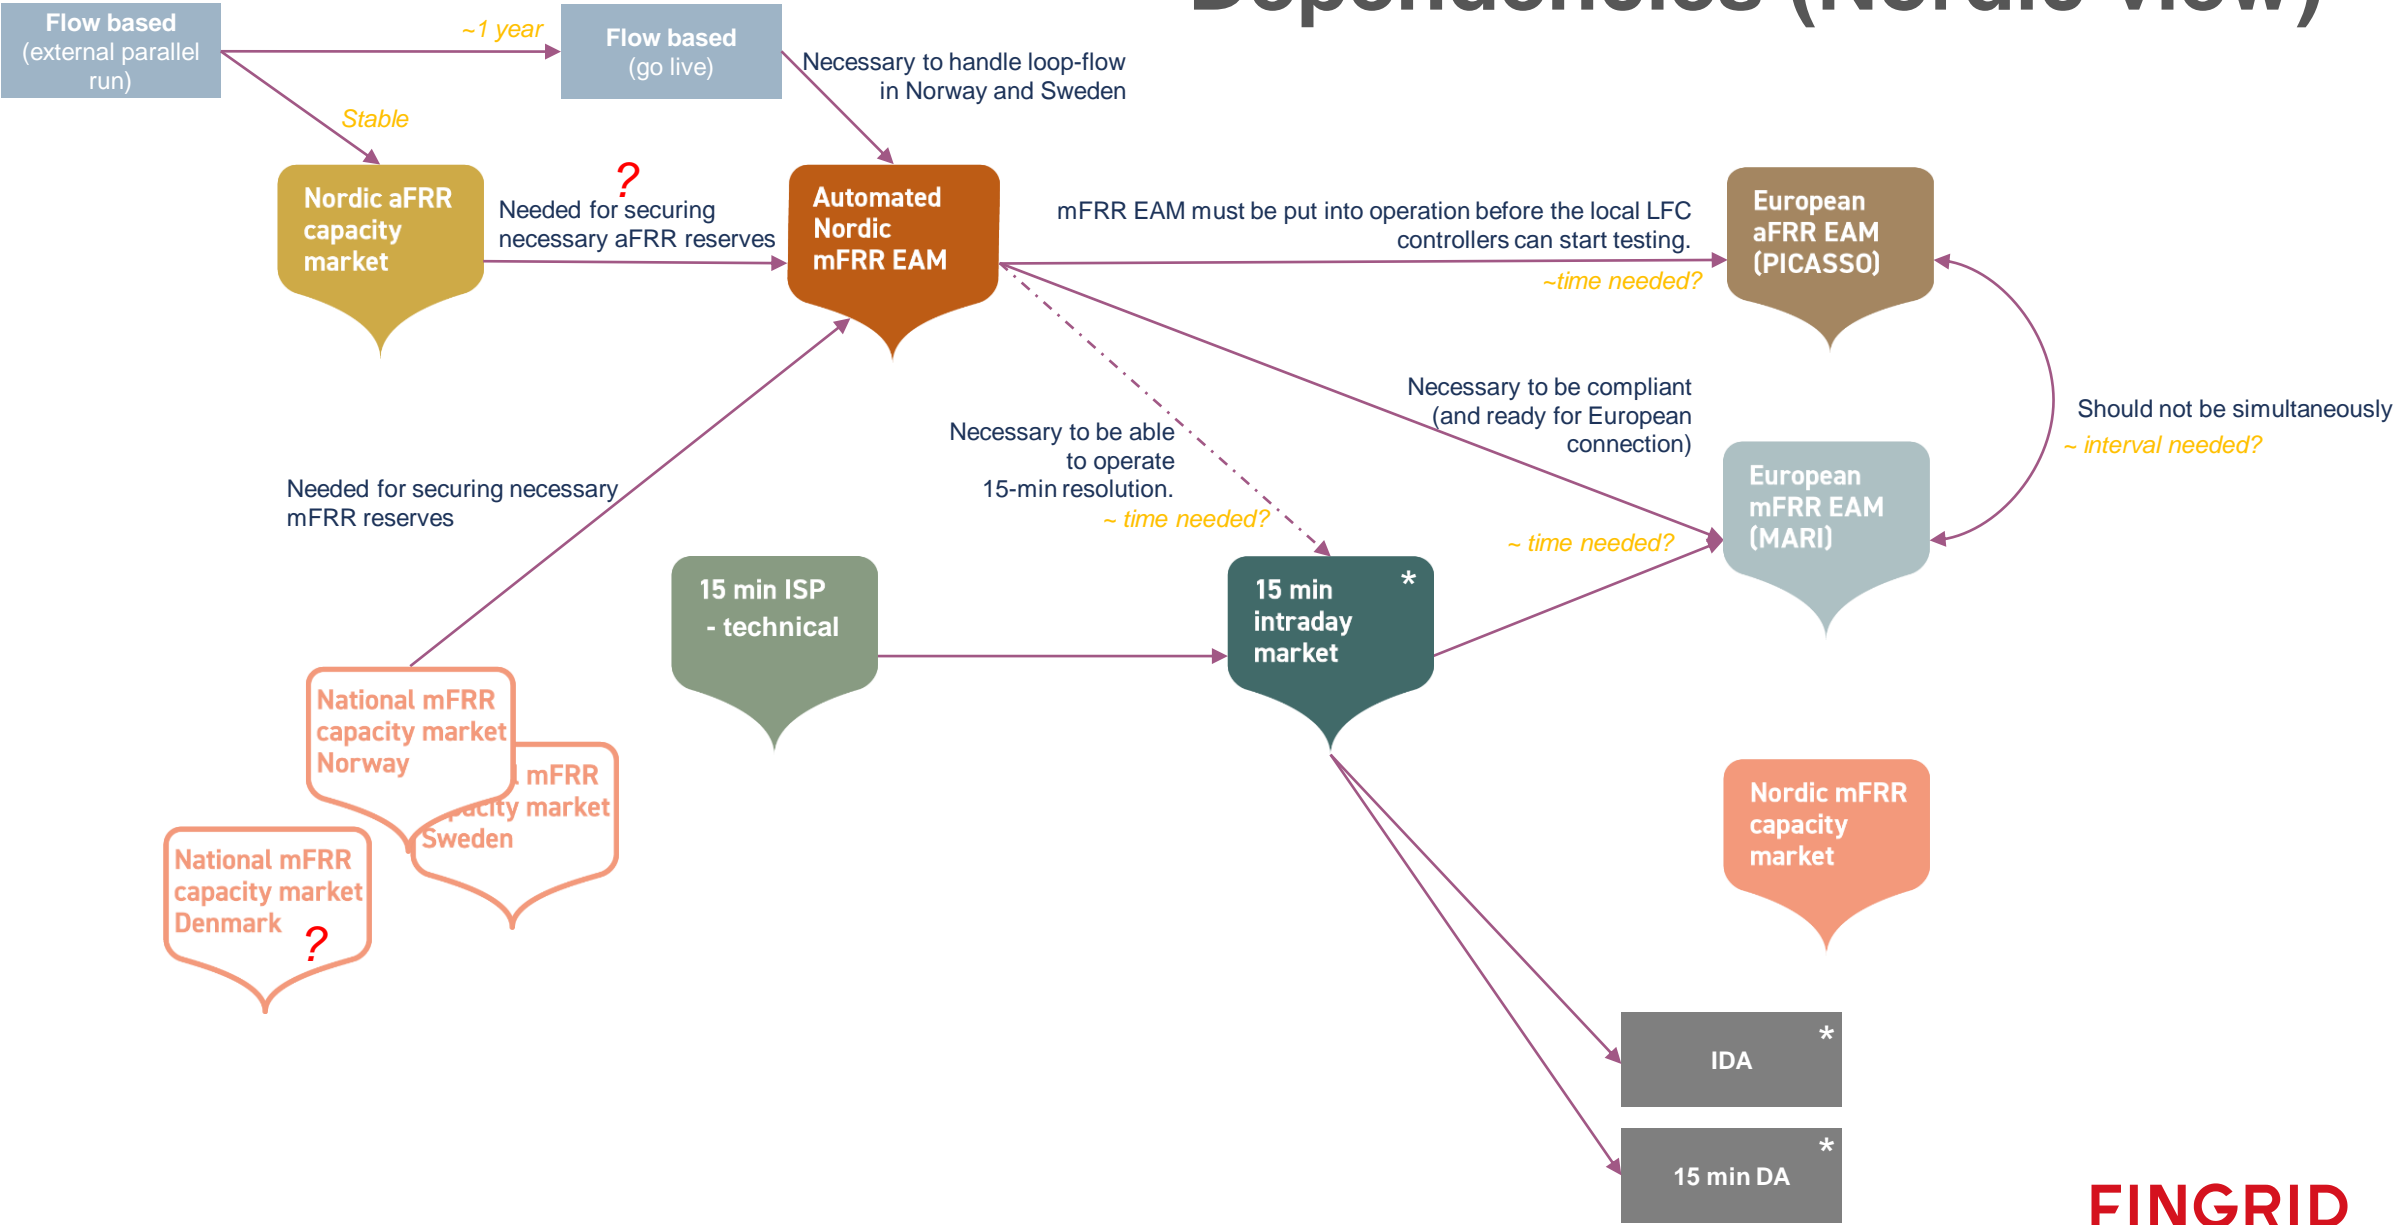 Dependencies (Nordic view)
Flow based
(external parallel
run)
~1 year
Flow based
(go live)
Necessary to handle loop-flow
in Norway and Sweden
Stable
Nordic aFRR
capacity
market
?
Needed for securing
necessary aFRR reserves
Automated
Nordic
mFRR EAM
mFRR EAM must be put into operation before the local LFC
controllers can start testing.
~time needed?
European
aFRR EAM
(PICASSO)
Should not be simultaneously
~ interval needed?
Necessary to be compliant
(and ready for European
connection)
Necessary to be able
to operate
15-min resolution.
~ time needed?
Needed for securing necessary
mFRR reserves
European
mFRR EAM
(MARI)
~ time needed?
15 min ISP
- technical
15 min
intraday
market
*
National mFRR
capacity market
Norway
mFRR
market
Sweden
National mFRR
capacity market
Denmark
?
Nordic mFRR
capacity
market
IDA
*
15 min DA
*
FINGRID